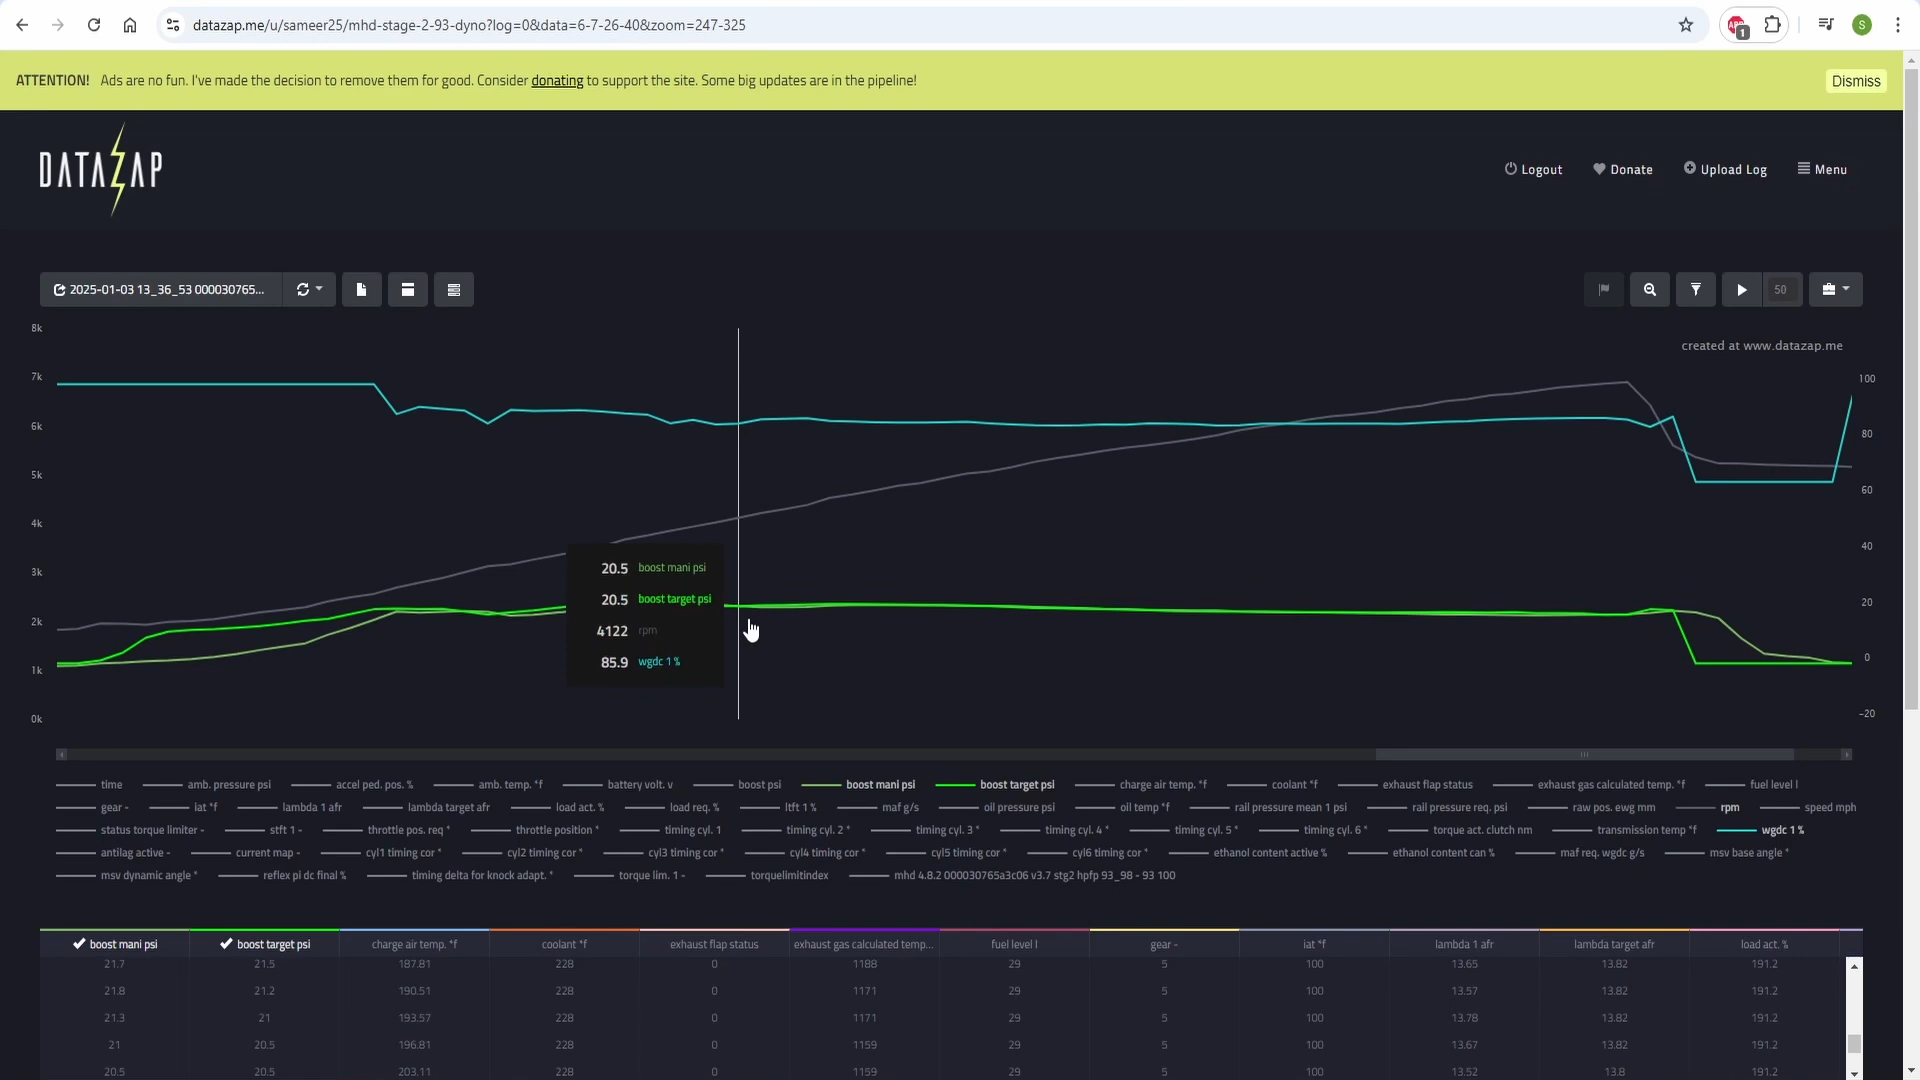 datazap.me/u/sameer25/mhd-stage-2-93-dyno?log=0&data=6-7-26-40&zoom=247-325
1
S
ATTENTION! Ads are no fun. I've made the decision to remove them for good. Consider donating to support the site. Some big updates are in the pipeline!
Dismiss
DATAZAP
Logout Donate Upload Log Menu
2025-01-03 13_36_53 000030765...
50
created at www.datazap.me
8k
7k
6k
5k
4k
3k
2k
1k
0k
100
80
60
40
20
0
-20
20.5 boost mani psi
20.5 boost target psi
4122 rpm
85.9 wgdc 1 %
time amb. pressure psi accel ped. pos. % amb. temp. *f battery volt. v boost psi boost mani psi boost target psi charge air temp. *f coolant *f exhaust flap status exhaust gas calculated temp. *f fuel level l
gear - iat *f lambda 1 afr lambda target afr load act. % load req. % ltft 1 % maf g/s oil pressure psi oil temp *f rail pressure mean 1 psi rail pressure req. psi raw pos. ewg mm rpm speed mph
status torque limiter - stft 1 - throttle pos. req * throttle position * timing cyl. 1 timing cyl. 2 * timing cyl. 3 * timing cyl. 4 * timing cyl. 5 * timing cyl. 6 * torque act. clutch nm transmission temp *f wgdc 1 %
antilag active - current map - cyl1 timing cor * cyl2 timing cor * cyl3 timing cor * cyl4 timing cor * cyl5 timing cor * cyl6 timing cor * ethanol content active % ethanol content can % maf req. wgdc g/s msv base angle *
msv dynamic angle * reflex pi dc final % timing delta for knock adapt. * torque lim. 1 - torquelimitindex mhd 4.8.2 000030765a3c06 v3.7 stg2 hpfp 93_98 - 93 100
boost mani psi boost target psi charge air temp. *f coolant *f exhaust flap status exhaust gas calculated temp... fuel level l gear - iat *f lambda 1 afr lambda target afr load act. %
21.7 21.5 187.81 228 0 1188 29 5 100 13.65 13.82 191.2
21.8 21.2 190.51 228 0 1171 29 5 100 13.57 13.82 191.2
21.3 21 193.57 228 0 1171 29 5 100 13.78 13.82 191.2
21 20.5 196.81 228 0 1159 29 5 100 13.67 13.82 191.2
20.5 20.5 203.11 228 0 1159 29 5 100 13.52 13.8 191.2